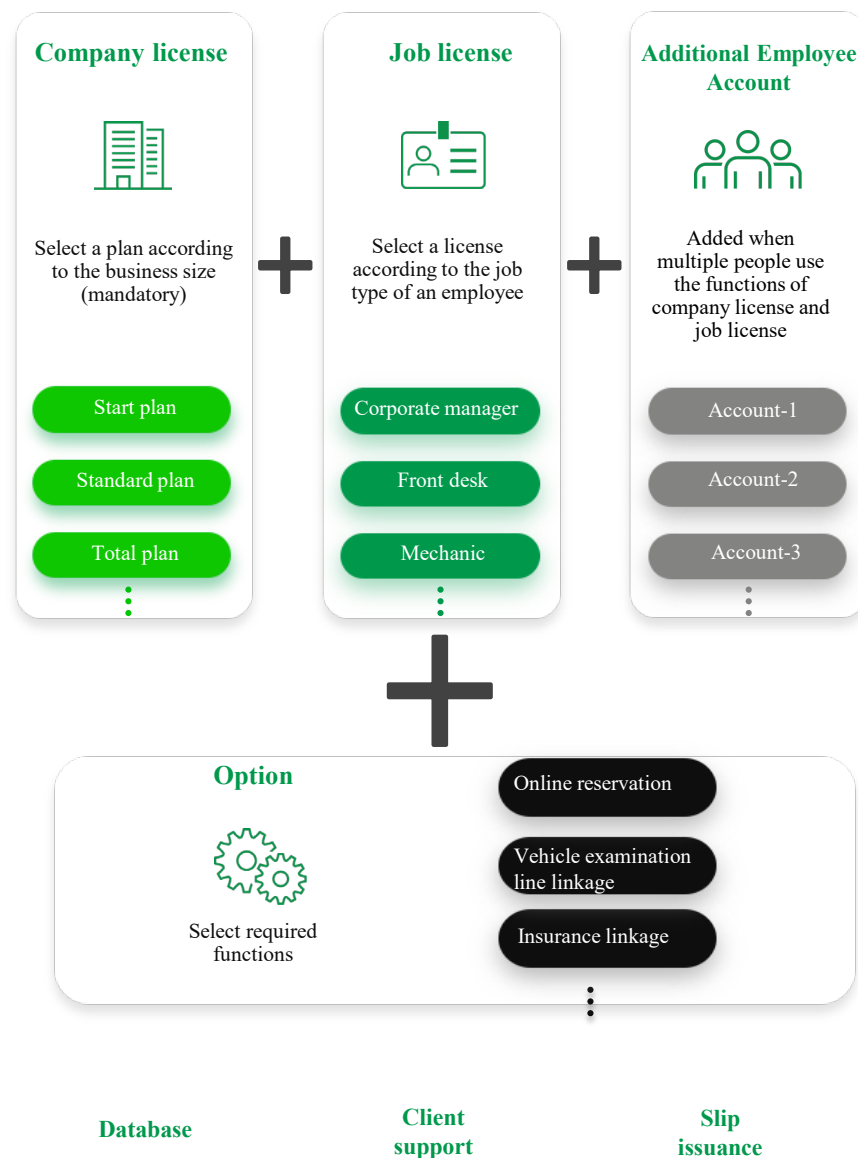 Company license
Select a plan according
to the business size
(mandatory)
Start plan
Standard plan
Total plan
Job license
Select a license
according to the job
type of an employee
Corporate manager
Front desk
Mechanic
Additional Employee
Account
Added when
multiple people use
the functions of
company license and
job license
Account-1
Account-2
Account-3
Option
Select required
functions
Online reservation
Vehicle examination
line linkage
Insurance linkage
Database
Client
support
Slip
issuance